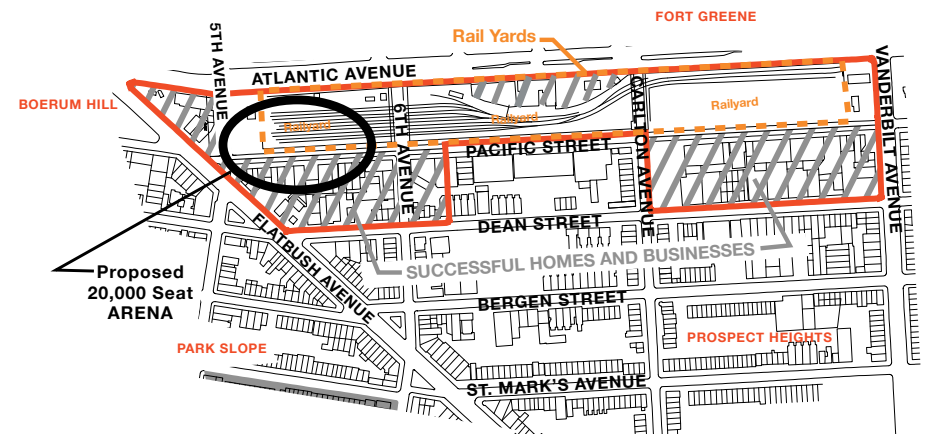 FORT GREENE
Rail Yards
5TH AVENUE
ATLANTIC AVENUE
VANDERBILT AVENUE
BOERUM HILL
6TH AVENUE
CARLTON AVENUE
Railyard
Railyard
Railyard
PACIFIC STREET
DEAN STREET
FLATBUSH AVENUE
SUCCESSFUL HOMES AND BUSINESSES
Proposed
20,000 Seat
ARENA
BERGEN STREET
PARK SLOPE
PROSPECT HEIGHTS
ST. MARK'S AVENUE